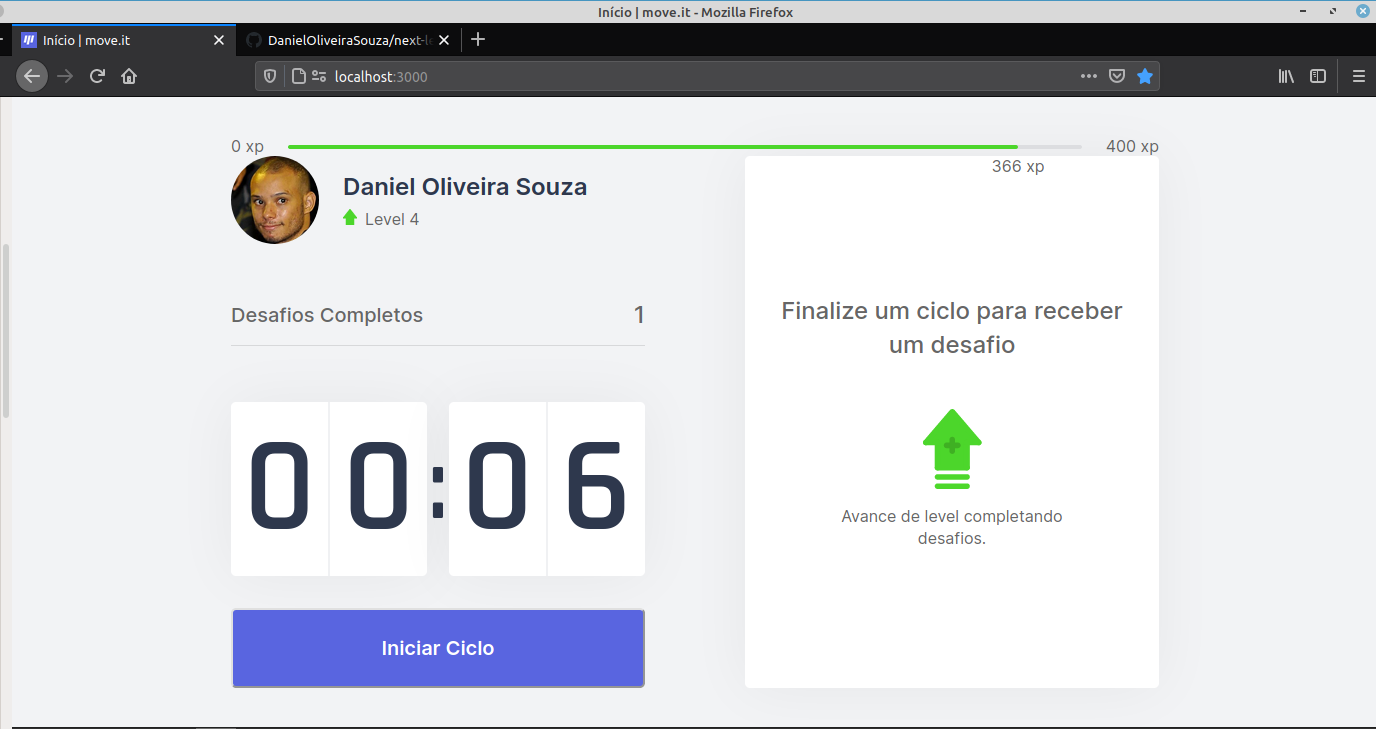 Início | move.it - Mozilla Firefox
Início | move.it
DanielOliveiraSouza/next-l
localhost:3000
0 xp
400 xp
366 xp
Daniel Oliveira Souza
Level 4
Desafios Completos 1
00:06
Iniciar Ciclo
Finalize um ciclo para receber
um desafio
Avance de level completando
desafios.